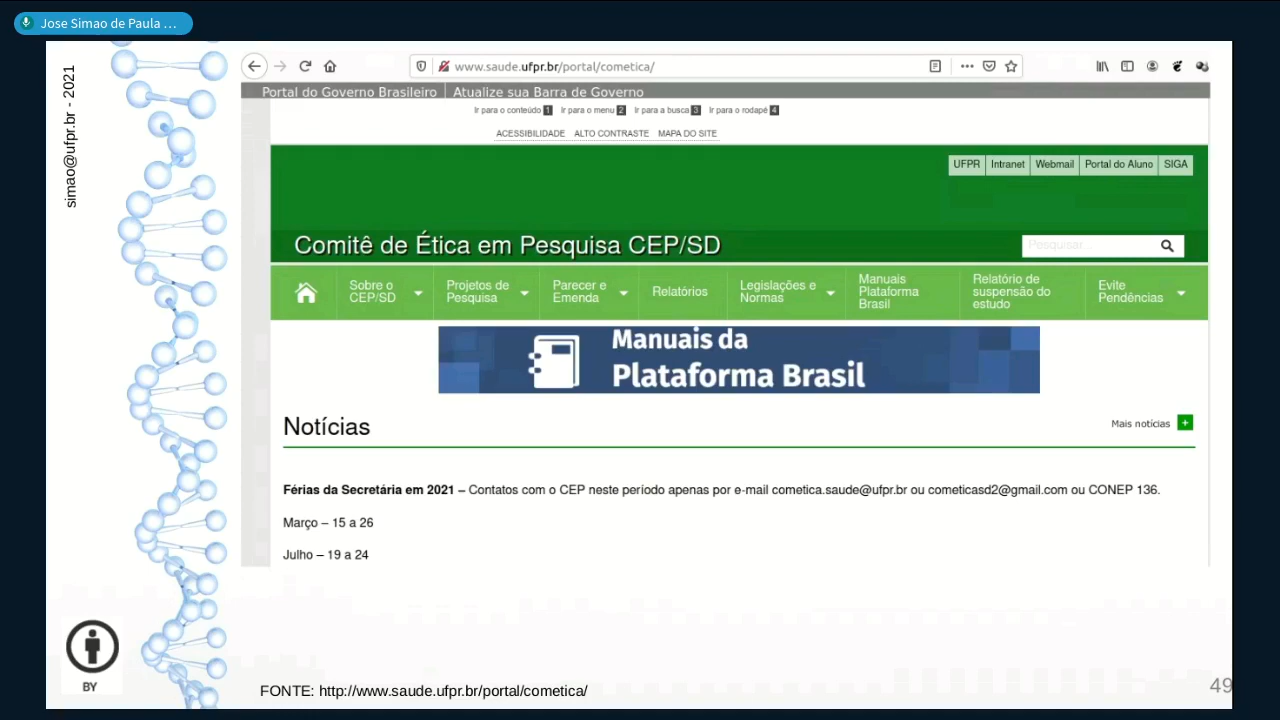 Jose Simao de Paula ...
simao@ufpr.br - 2021
www.saude.ufpr.br/portal/cometica/
Portal do Governo Brasileiro
Atualize sua Barra de Governo
Ir para o conteúdo 1 Ir para o menu 2 Ir para a busca 3 Ir para o rodapé 4
ACESSIBILIDADE ALTO CONTRASTE MAPA DO SITE
UFPR Intranet Webmail Portal do Aluno SIGA
Comitê de Ética em Pesquisa CEP/SD
Pesquisar...
Sobre o
CEP/SD
Projetos de
Pesquisa
Parecer e
Emenda
Relatórios
Legislações e
Normas
Manuais
Plataforma
Brasil
Relatório de
suspensão do
estudo
Evite
Pendências
Manuais da
Plataforma Brasil
Notícias
Mais notícias +
Férias da Secretária em 2021 – Contatos com o CEP neste período apenas por e-mail cometica.saude@ufpr.br ou cometicasd2@gmail.com ou CONEP 136.
Março – 15 a 26
Julho – 19 a 24
BY
FONTE: http://www.saude.ufpr.br/portal/cometica/
49